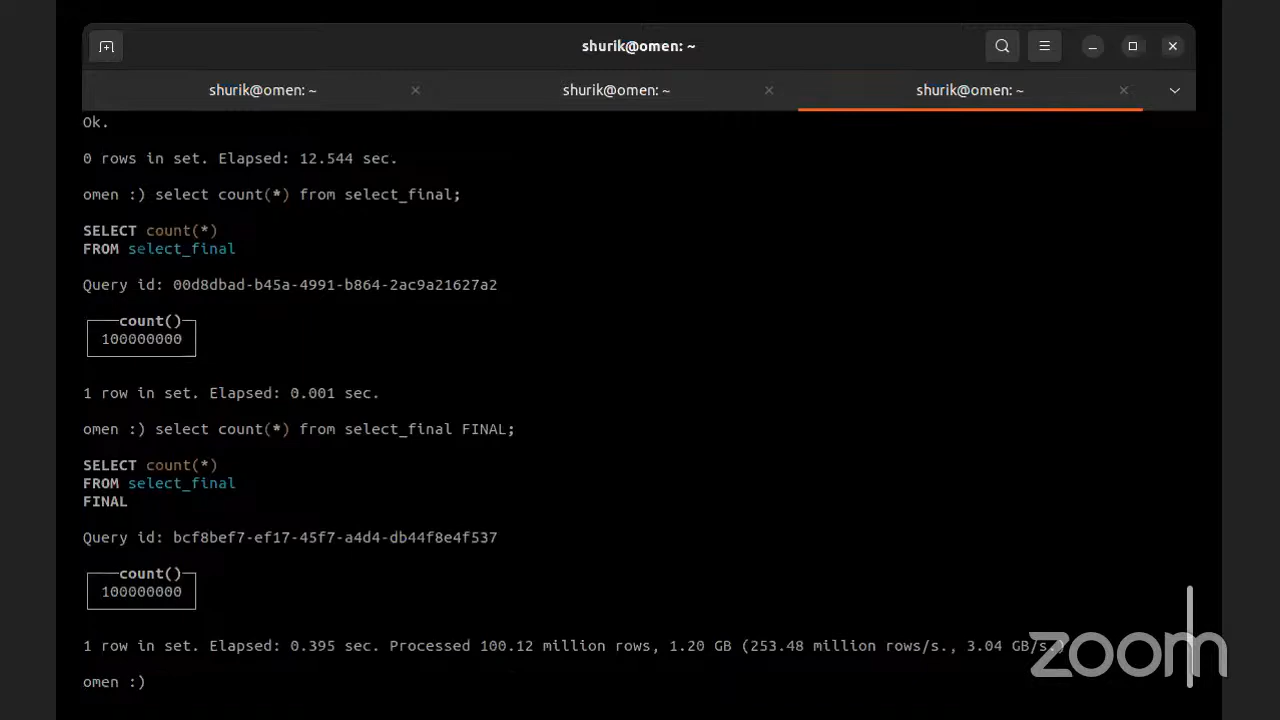 shurik@omen: ~
shurik@omen: ~
shurik@omen: ~
shurik@omen: ~
Ok.
0 rows in set. Elapsed: 12.544 sec.
omen :) select count(*) from select_final;
SELECT count(*)
FROM select_final
Query id: 00d8dbad-b45a-4991-b864-2ac9a21627a2
count()
100000000
1 row in set. Elapsed: 0.001 sec.
omen :) select count(*) from select_final FINAL;
SELECT count(*)
FROM select_final
FINAL
Query id: bcf8bef7-ef17-45f7-a4d4-db44f8e4f537
count()
100000000
1 row in set. Elapsed: 0.395 sec. Processed 100.12 million rows, 1.20 GB (253.48 million rows/s., 3.04 GB/s.)
omen :)
zoom